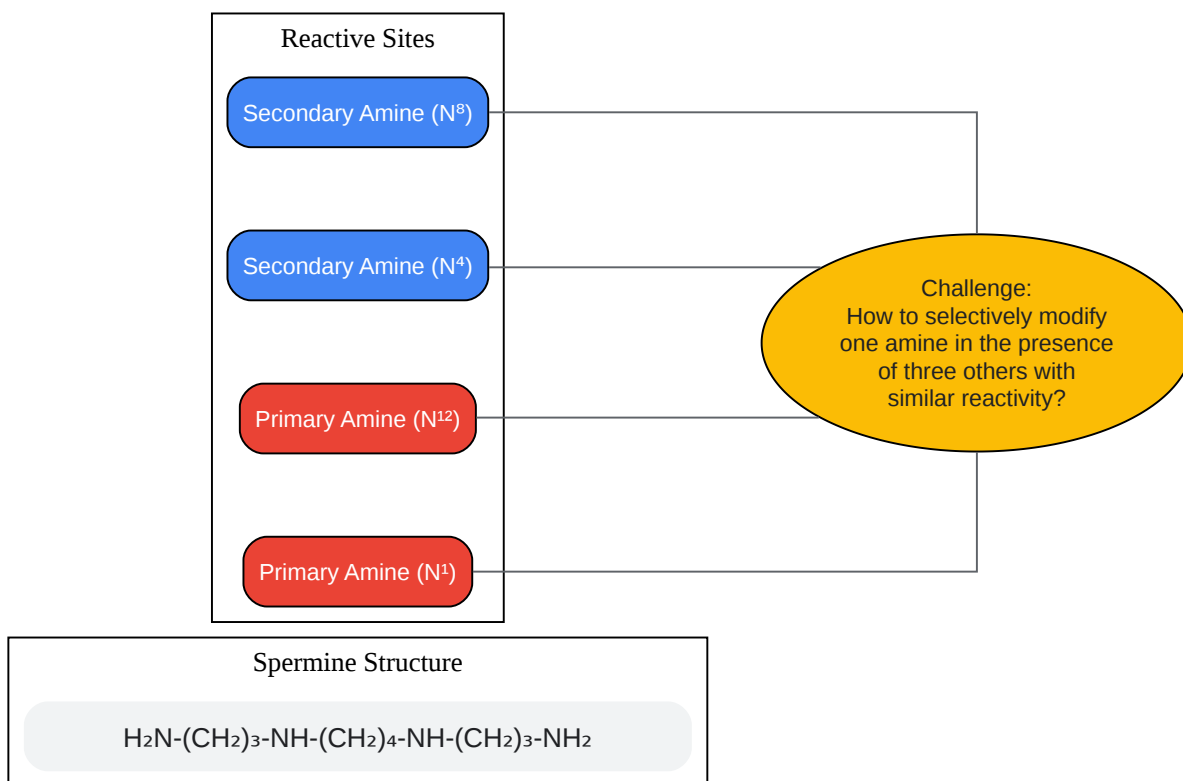 Reactive Sites
Secondary Amine (N⁸)
Secondary Amine (N⁴)
Primary Amine (N¹²)
Primary Amine (N¹)
Challenge:
How to selectively modify
one amine in the presence
of three others with
similar reactivity?
Spermine Structure
H₂N-(CH₂)₃-NH-(CH₂)₄-NH-(CH₂)₃-NH₂